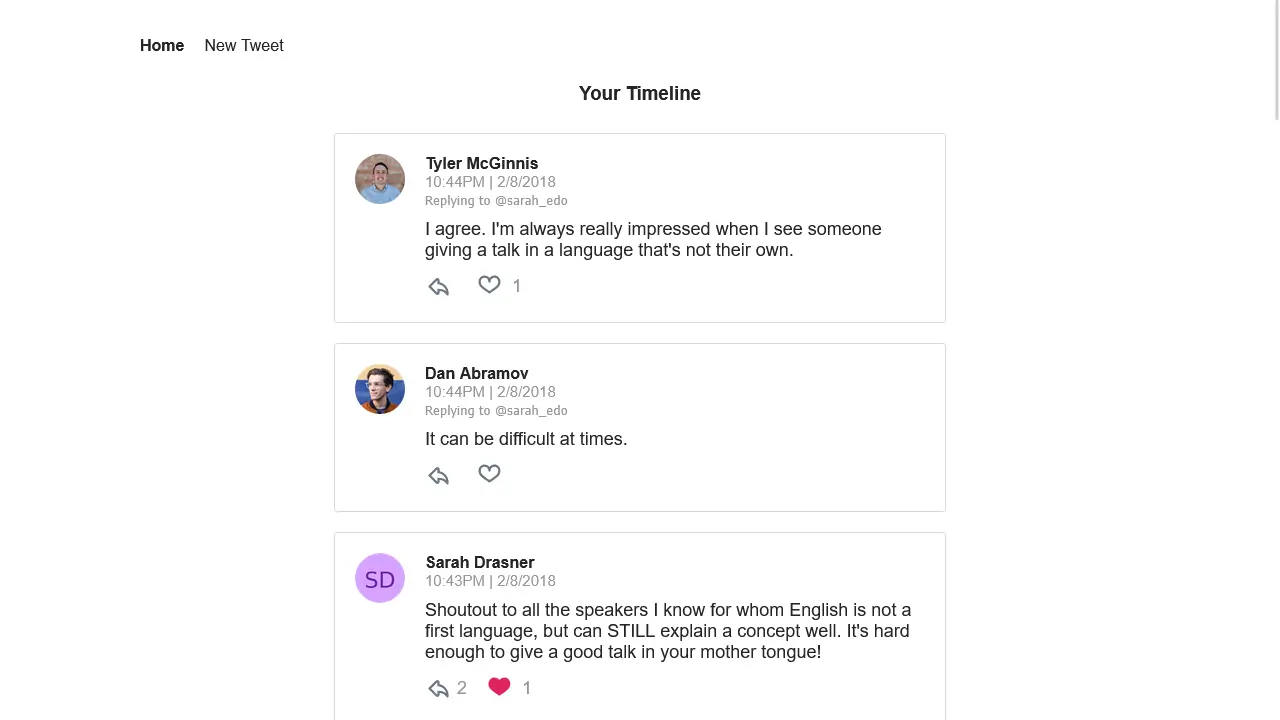 Home New Tweet
Your Timeline
Tyler McGinnis
10:44PM | 2/8/2018
Replying to @sarah_edo
I agree. I'm always really impressed when I see someone
giving a talk in a language that's not their own.
1
Dan Abramov
10:44PM | 2/8/2018
Replying to @sarah_edo
It can be difficult at times.
SD
Sarah Drasner
10:43PM | 2/8/2018
Shoutout to all the speakers I know for whom English is not a
first language, but can STILL explain a concept well. It's hard
enough to give a good talk in your mother tongue!
2 1